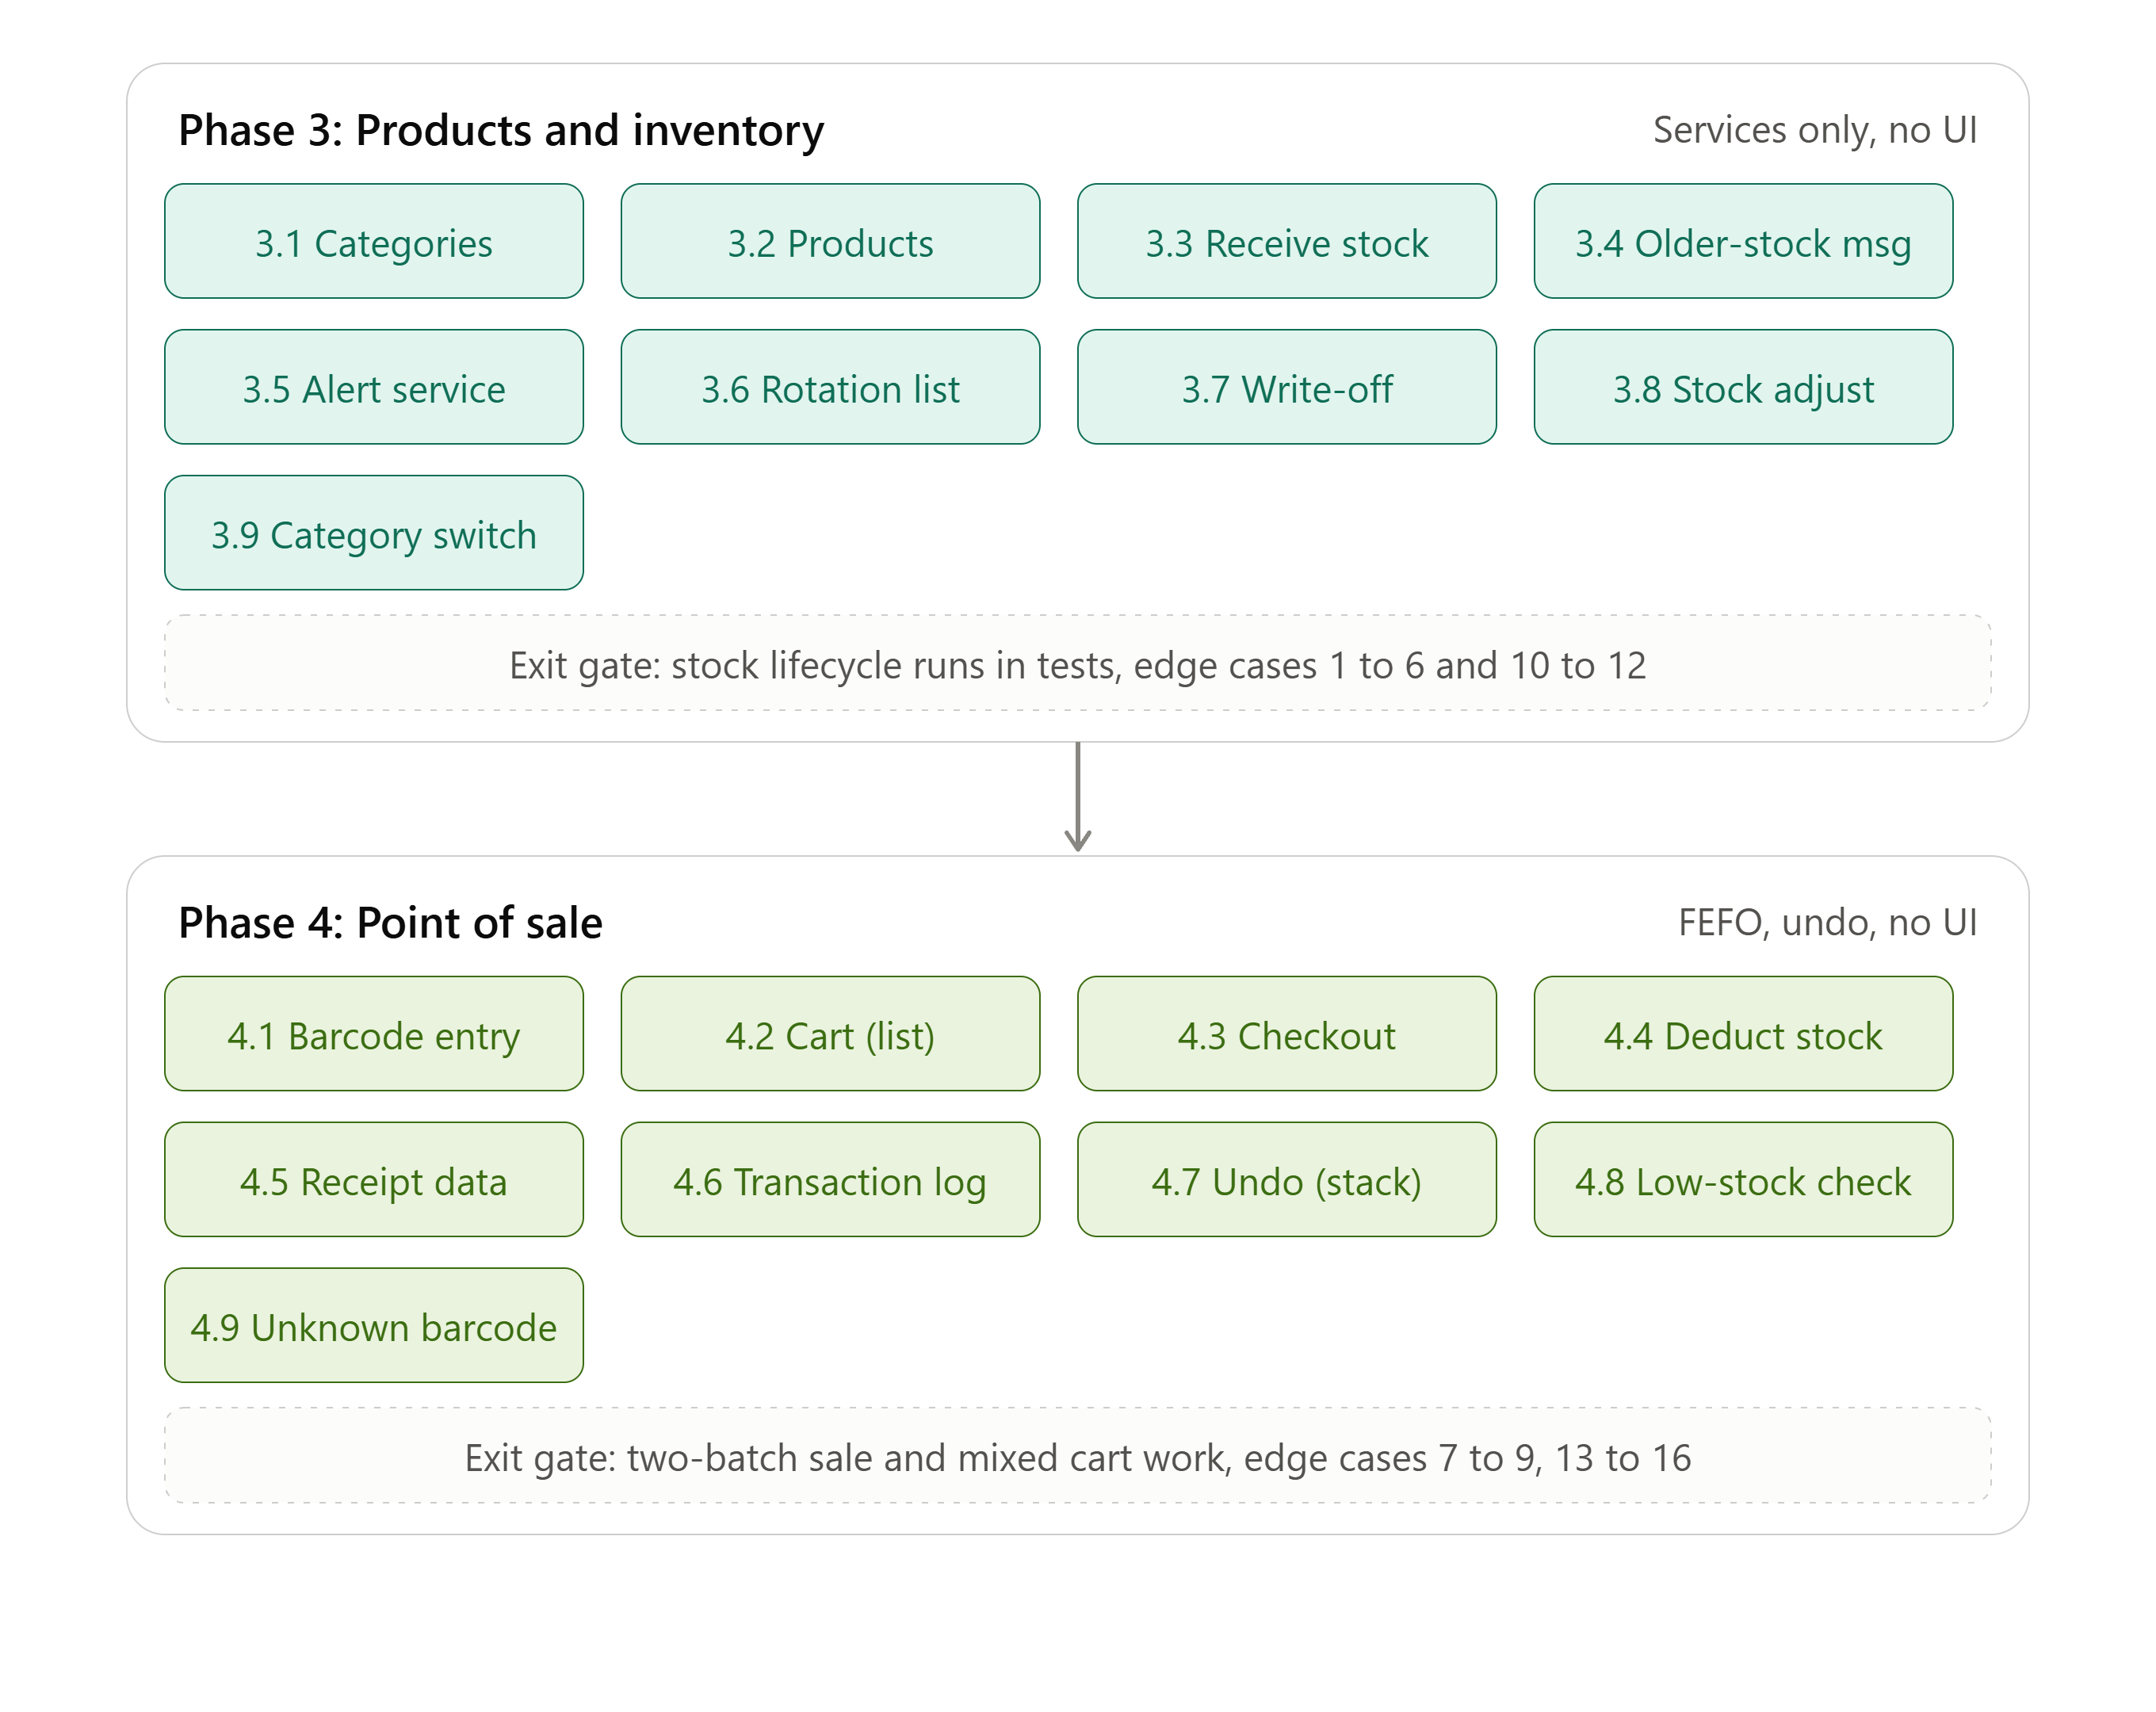 Phase 3: Products and inventory
Services only, no UI
3.1 Categories
3.2 Products
3.3 Receive stock
3.4 Older-stock msg
3.5 Alert service
3.6 Rotation list
3.7 Write-off
3.8 Stock adjust
3.9 Category switch
Exit gate: stock lifecycle runs in tests, edge cases 1 to 6 and 10 to 12
Phase 4: Point of sale
FEFO, undo, no UI
4.1 Barcode entry
4.2 Cart (list)
4.3 Checkout
4.4 Deduct stock
4.5 Receipt data
4.6 Transaction log
4.7 Undo (stack)
4.8 Low-stock check
4.9 Unknown barcode
Exit gate: two-batch sale and mixed cart work, edge cases 7 to 9, 13 to 16